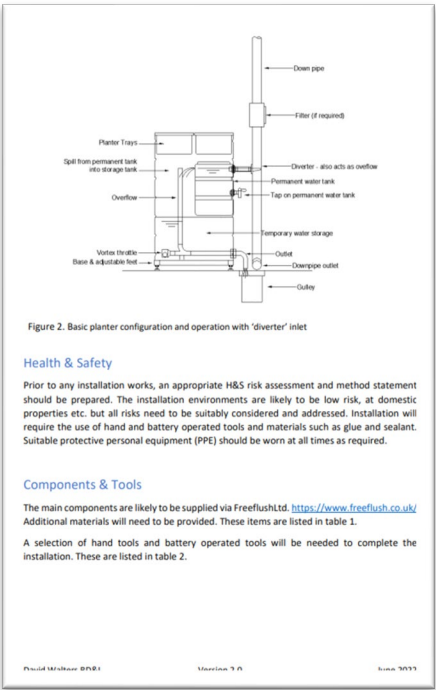 Down pipe
Filter (if required)
Planter Trays
Spill from permanent tank
into storage tank
Diverter - also acts as overflow
Permanent water tank
Overflow
Tap on permanent water tank
Temporary water storage
Vortex throttle
Outlet
Base & adjustable feet
Downpipe outlet
Gulley
Figure 2. Basic planter configuration and operation with 'diverter' inlet
Health & Safety
Prior to any installation works, an appropriate H&S risk assessment and method statement
should be prepared. The installation environments are likely to be low risk, at domestic
properties etc. but all risks need to be suitably considered and addressed. Installation will
require the use of hand and battery operated tools and materials such as glue and sealant.
Suitable protective personal equipment (PPE) should be worn at all times as required.
Components & Tools
The main components are likely to be supplied via FreeflushLtd. https://www.freeflush.co.uk/
Additional materials will need to be provided. These items are listed in table 1.
A selection of hand tools and battery operated tools will be needed to complete the
installation. These are listed in table 2.
David Walters
Version 2.0
June 2022